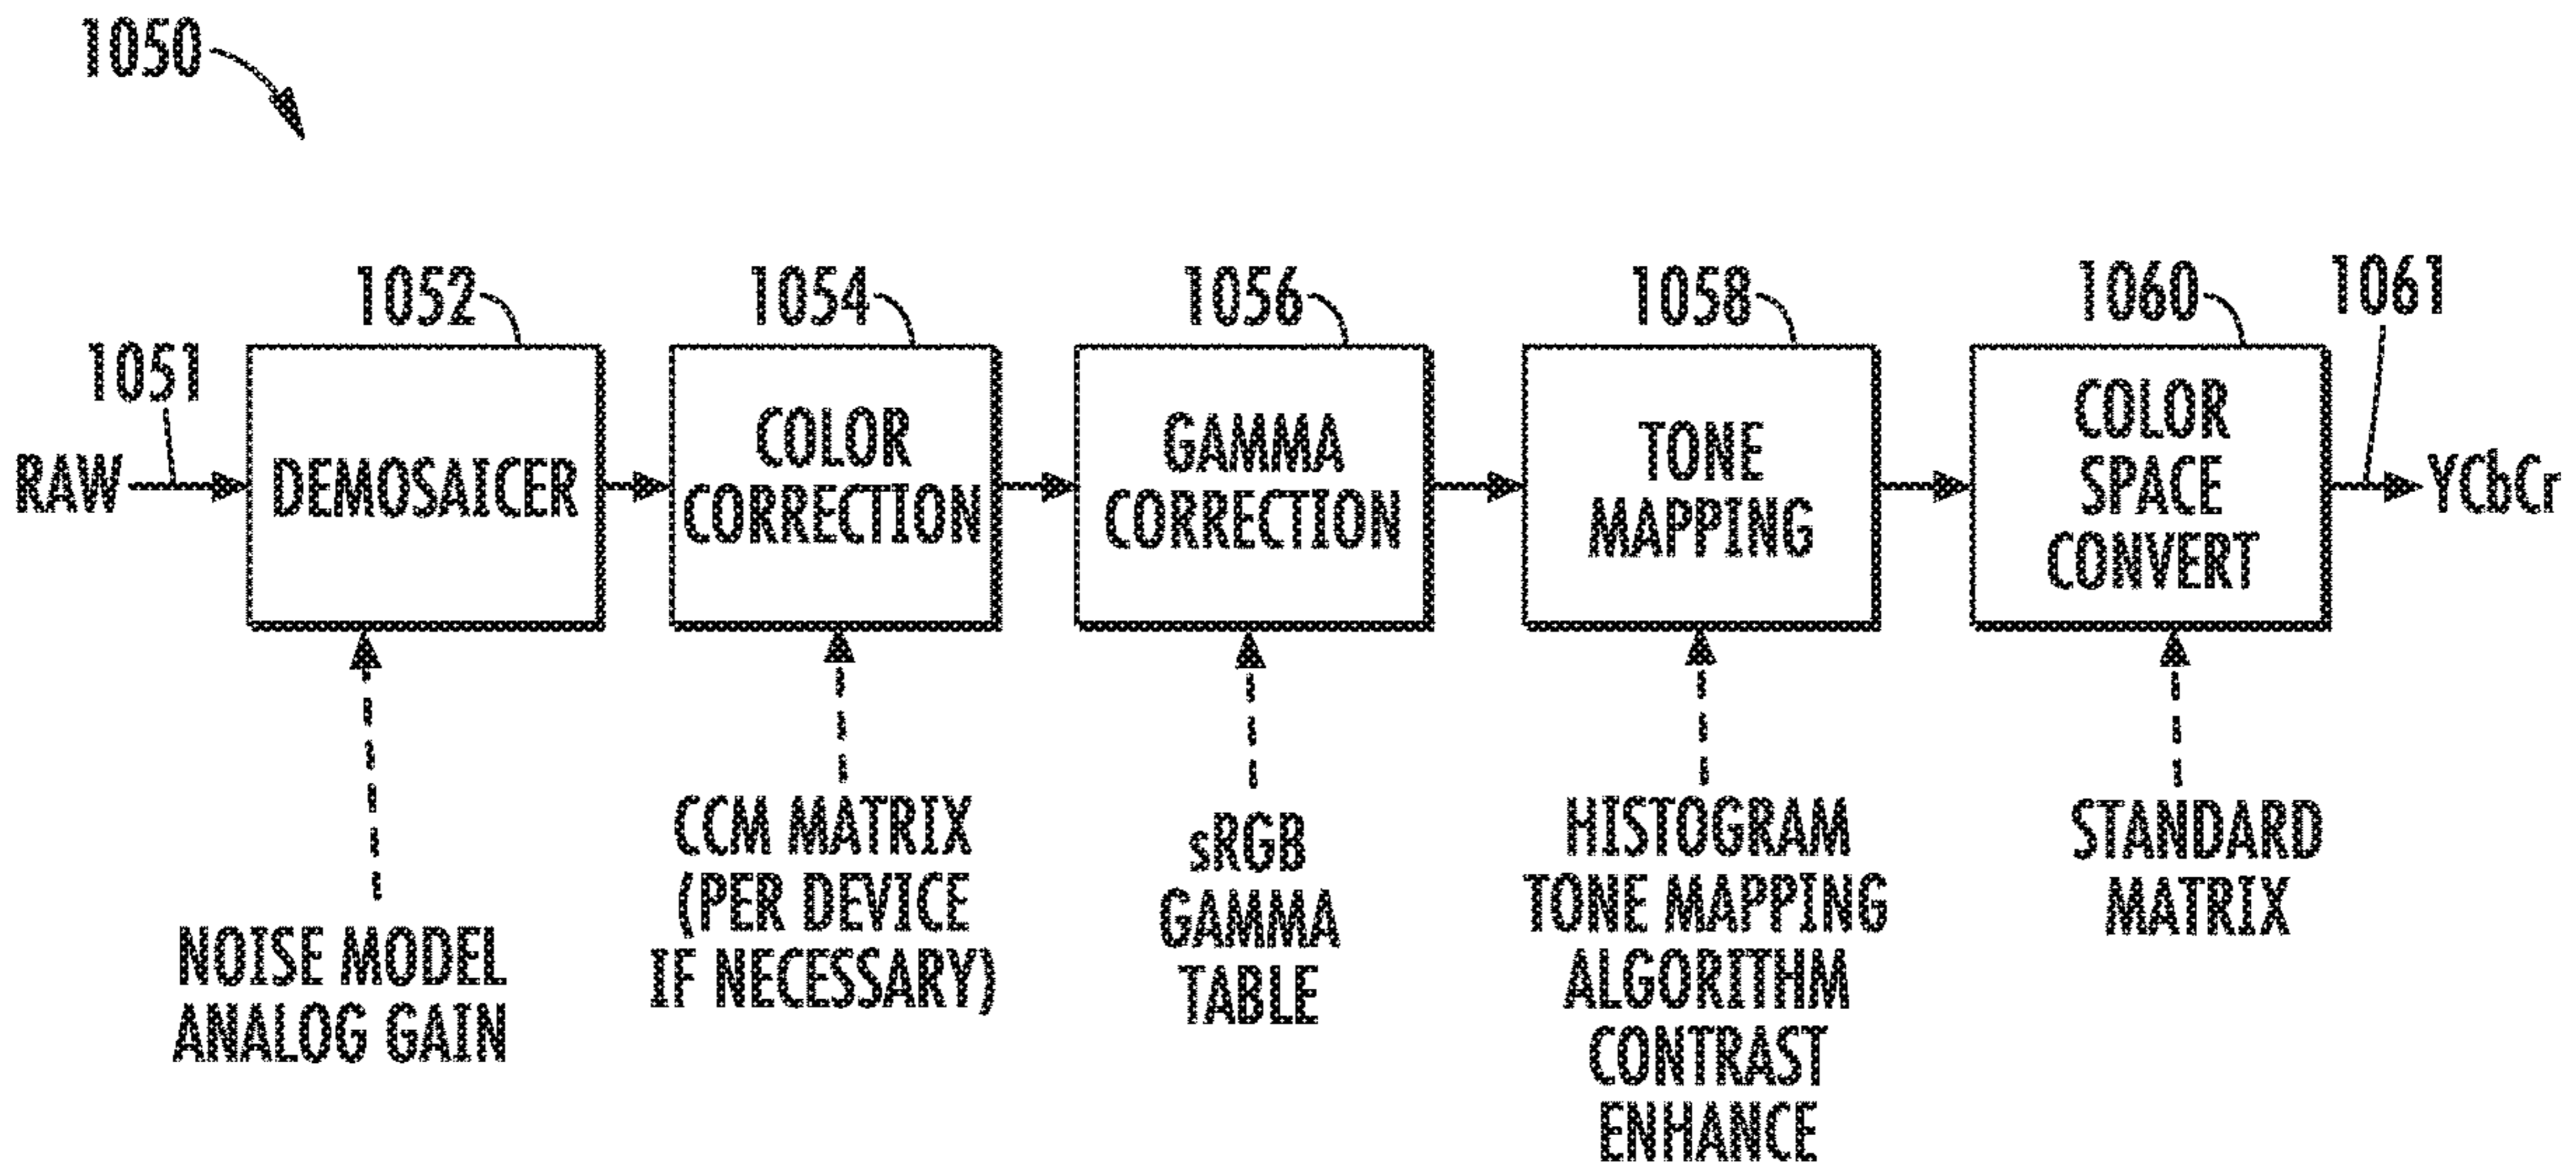 1050
1052
1054
1056
1058
1060
1061
1051
RAW
DEMOSAICER
COLOR
CORRECTION
GAMMA
CORRECTION
TONE
MAPPING
COLOR
SPACE
CONVERT
YCbCr
NOISE MODEL
ANALOG GAIN
CCM MATRIX
(PER DEVICE
IF NECESSARY)
sRGB
GAMMA
TABLE
HISTOGRAM
TONE MAPPING
ALGORITHM
CONTRAST
ENHANCE
STANDARD
MATRIX